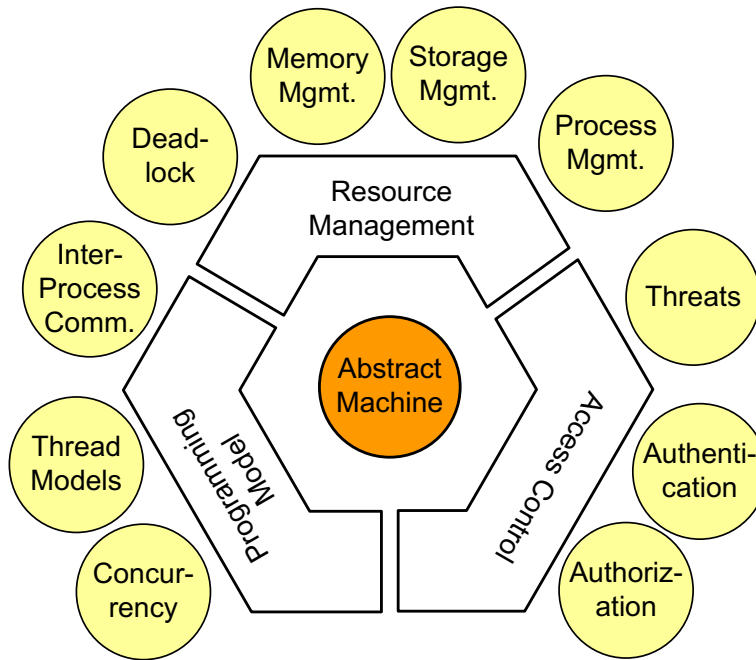 Memory
Mgmt.
Storage
Mgmt.
Process
Mgmt.
Dead-
lock
Resource
Management
Inter-
Process
Comm.
Threats
Abstract
Machine
Programming
Model
Access Control
Thread
Models
Authenti-
cation
Concur-
rency
Authoriz-
ation